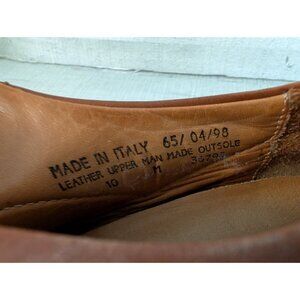 MADE IN ITALY 65/ 04/98
LEATHER UPPER MAN MADE OUTSOLE
10 M